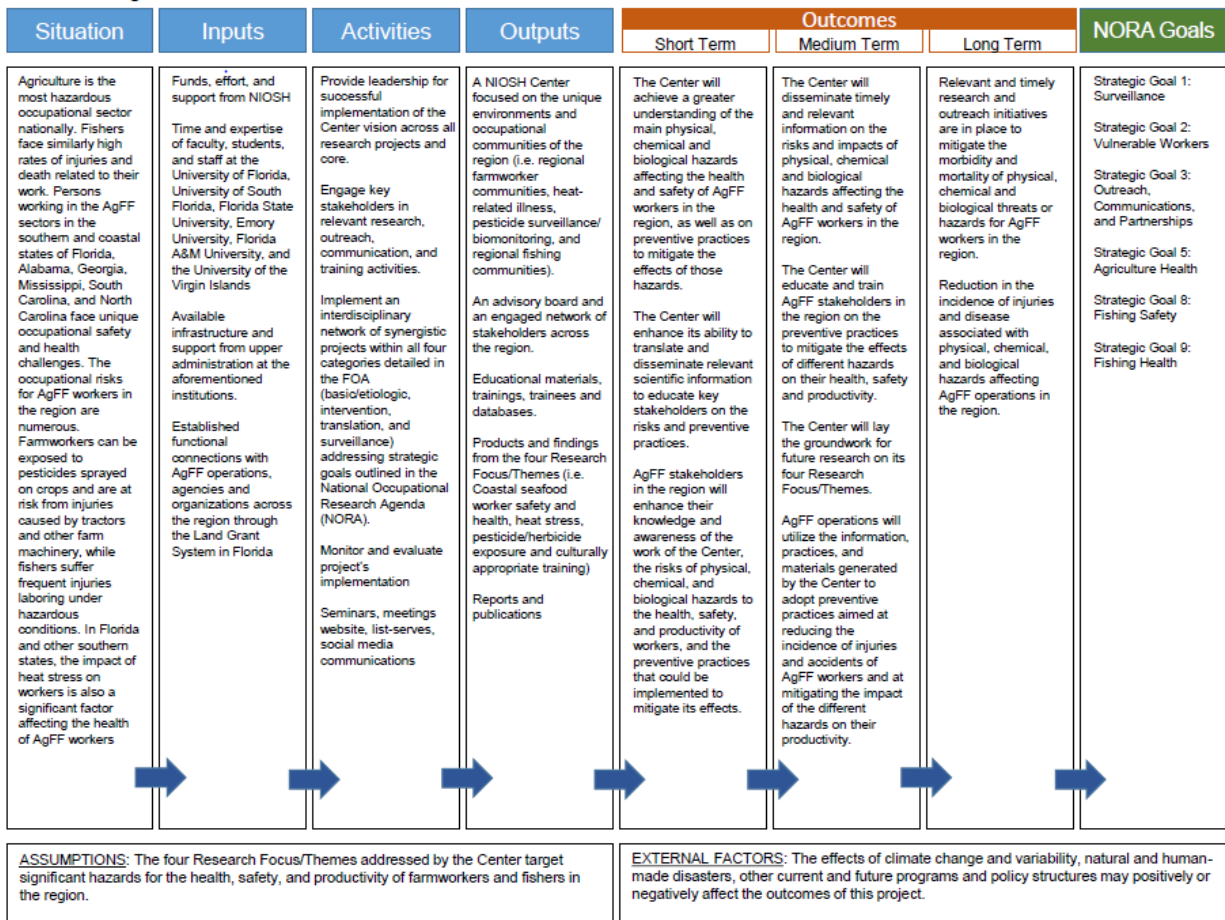 Situation
Inputs
Activities
Outputs
Outcomes
Short Term
Medium Term
Long Term
NORA Goals
Agriculture is the
most hazardous
occupational sector
nationally. Fishers
face similarly high
rates of injuries and
death related to their
work. Persons
working in the AgFF
sectors in the
southern and coastal
states of Florida,
Alabama, Georgia,
Mississippi, South
Carolina, and North
Carolina face unique
occupational safety
and health
challenges. The
occupational risks
for AgFF workers in
the region are
numerous.
Farmworkers can be
exposed to
pesticides sprayed
on crops and are at
risk from injuries
caused by tractors
and other farm
machinery, while
fishers suffer
frequent injuries
laboring under
hazardous
conditions. In Florida
and other southern
states, the impact of
heat stress on
workers is also a
significant factor
affecting the health
of AgFF workers
Funds, effort, and
support from NIOSH
Time and expertise
of faculty, students,
and staff at the
University of Florida,
University of South
Florida, Florida State
University, Emory
University, Florida
A&M University, and
the University of the
Virgin Islands
Available
infrastructure and
support from upper
administration at the
aforementioned
institutions.
Established
functional
connections with
AgFF operations,
agencies and
organizations across
the region through
the Land Grant
System in Florida
Provide leadership for
successful
implementation of the
Center vision across all
research projects and
core.
Engage key
stakeholders in
relevant research,
outreach,
communication, and
training activities.
Implement an
interdisciplinary
network of synergistic
projects within all four
categories detailed in
the FOA
(basic/etiologic,
intervention,
translation, and
surveillance)
addressing strategic
goals outlined in the
National Occupational
Research Agenda
(NORA).
Monitor and evaluate
project's
implementation
Seminars, meetings
website, list-serves,
social media
communications
A NIOSH Center
focused on the unique
environments and
occupational
communities of the
region (i.e. regional
farmworker
communities, heat-
related illness,
pesticide surveillance/
biomonitoring, and
regional fishing
communities).
An advisory board and
an engaged network of
stakeholders across
the region.
Educational materials,
trainings, trainees and
databases.
Products and findings
from the four Research
Focus/Themes (i.e.
Coastal seafood
worker safety and
health, heat stress,
pesticide/herbicide
exposure and culturally
appropriate training)
Reports and
publications
The Center will
achieve a greater
understanding of the
main physical,
chemical and
biological hazards
affecting the health
and safety of AgFF
workers in the
region, as well as on
preventive practices
to mitigate the
effects of those
hazards.
The Center will
enhance its ability to
translate and
disseminate relevant
scientific information
to educate key
stakeholders on the
risks and preventive
practices.
AgFF stakeholders
in the region will
enhance their
knowledge and
awareness of the
work of the Center,
the risks of physical,
chemical, and
biological hazards to
the health, safety,
and productivity of
workers, and the
preventive practices
that could be
implemented to
mitigate its effects.
The Center will
disseminate timely
and relevant
information on the
risks and impacts of
physical, chemical
and biological
hazards affecting the
health and safety of
AgFF workers in the
region.
The Center will
educate and train
AgFF stakeholders in
the region on the
preventive practices
to mitigate the effects
of different hazards
on their health, safety
and productivity.
The Center will lay
the groundwork for
future research on its
four Research
Focus/Themes.
AgFF operations will
utilize the information,
practices, and
materials generated
by the Center to
adopt preventive
practices aimed at
reducing the
incidence of injuries
and accidents of
AgFF workers and at
mitigating the impact
of the different
hazards on their
productivity.
Relevant and timely
research and
outreach initiatives
are in place to
mitigate the
morbidity and
mortality of physical,
chemical and
biological threats or
hazards for AgFF
workers in the
region.
Reduction in the
incidence of injuries
and disease
associated with
physical, chemical,
and biological
hazards affecting
AgFF operations in
the region.
Strategic Goal 1:
Surveillance
Strategic Goal 2:
Vulnerable Workers
Strategic Goal 3:
Outreach,
Communications,
and Partnerships
Strategic Goal 5:
Agriculture Health
Strategic Goal 8:
Fishing Safety
Strategic Goal 9:
Fishing Health
ASSUMPTIONS: The four Research Focus/Themes addressed by the Center target
significant hazards for the health, safety, and productivity of farmworkers and fishers in
the region.
EXTERNAL FACTORS: The effects of climate change and variability, natural and human-
made disasters, other current and future programs and policy structures may positively or
negatively affect the outcomes of this project.